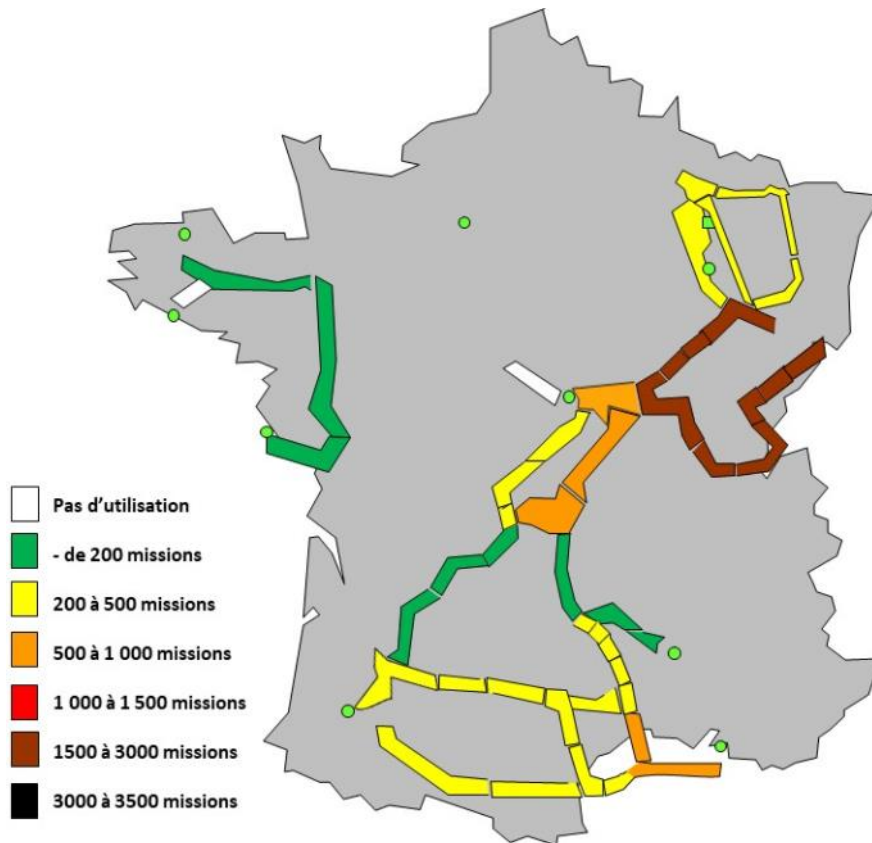 Pas d'utilisation
- de 200 missions
200 à 500 missions
500 à 1 000 missions
1 000 à 1 500 missions
1500 à 3000 missions
3000 à 3500 missions